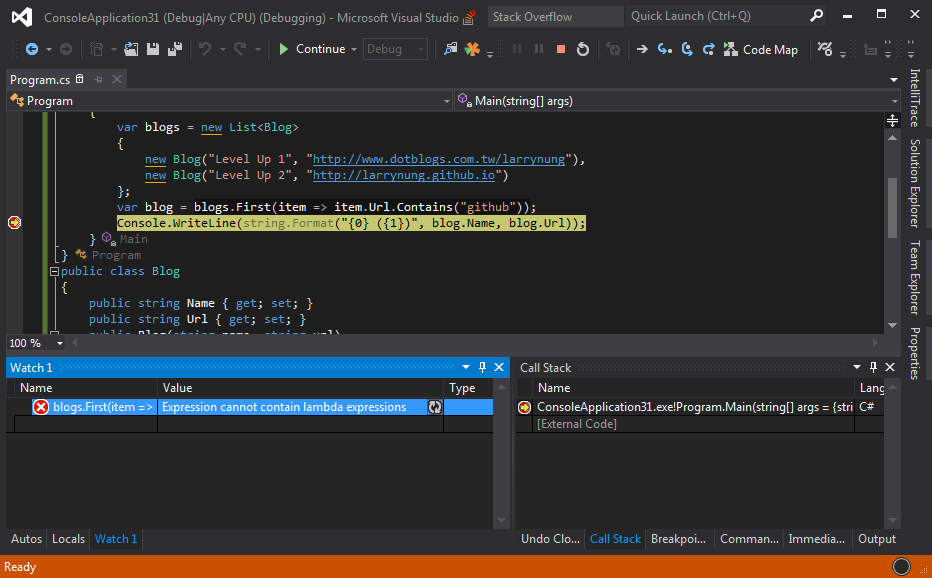 ConsoleApplication31 (Debug|Any CPU) (Debugging) - Microsoft Visual Studio
Stack Overflow
Quick Launch (Ctrl+Q)
Continue
Debug
Code Map
Program.cs
Program
Main(string[] args)
{
var blogs = new List<Blog>
{
new Blog("Level Up 1", "http://www.dotblogs.com.tw/larrynung"),
new Blog("Level Up 2", "http://larrynung.github.io")
};
var blog = blogs.First(item => item.Url.Contains("github"));
Console.WriteLine(string.Format("{0} ({1})", blog.Name, blog.Url));
} Main
} Program
public class Blog
{
public string Name { get; set; }
public string Url { get; set; }
public Blog(string name, string url)
100 %
IntelliTrace
Solution Explorer
Team Explorer
Properties
Watch 1
Name Value Type
blogs.First(item => Expression cannot contain lambda expressions
Autos Locals Watch 1
Call Stack
Name Lang
ConsoleApplication31.exe!Program.Main(string[] args = {stri C#
[External Code]
Undo Clo... Call Stack Breakpoi... Comman... Immedia... Output
Ready